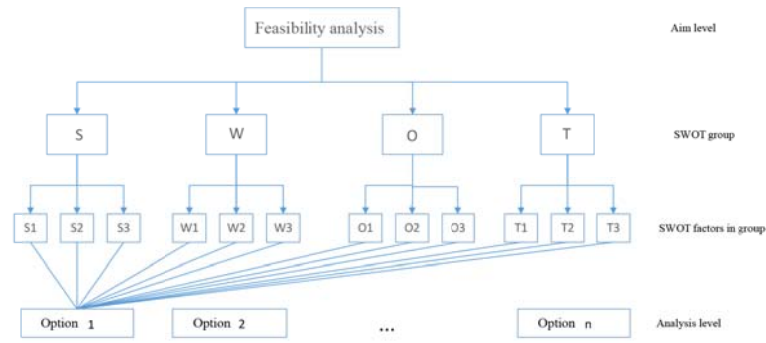 Feasibility analysis Aim level
S W O T SWOT group
S1 S2 S3 W1 W2 W3 O1 O2 O3 T1 T2 T3 SWOT factors in group
Option 1 Option 2 ... Option n Analysis level